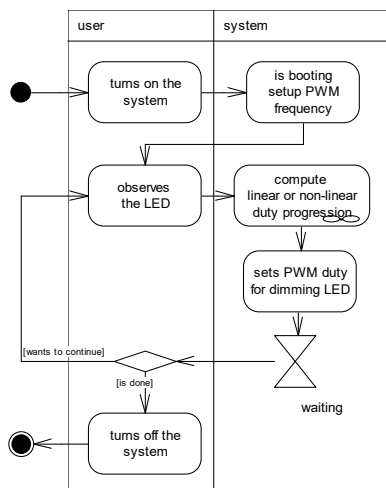 user
system
turns on the
system
is booting
setup PWM
frequency
observes
the LED
compute
linear or non-linear
duty progression
sets PWM duty
for dimming LED
[wants to continue]
[is done]
waiting
turns off the
system